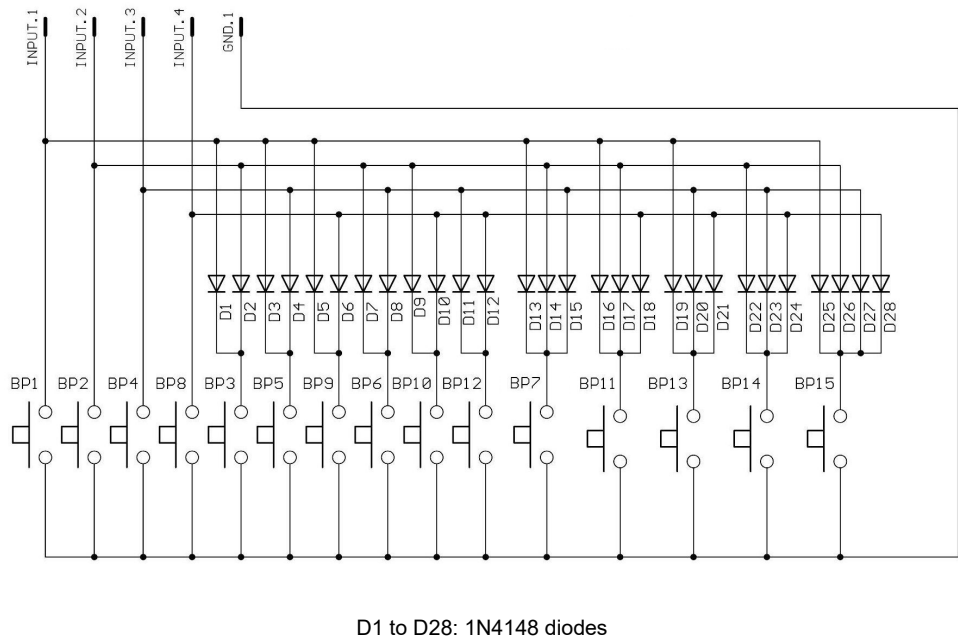 INPUT.1
INPUT.2
INPUT.3
INPUT.4
GND.1
D1
D2
D3
D4
D5
D6
D7
D8
D9
D10
D11
D12
D13
D14
D15
D16
D17
D18
D19
D20
D21
D22
D23
D24
D25
D26
D27
D28
BP1
BP2
BP4
BP8
BP3
BP5
BP9
BP6
BP10
BP12
BP7
BP11
BP13
BP14
BP15
D1 to D28: 1N4148 diodes